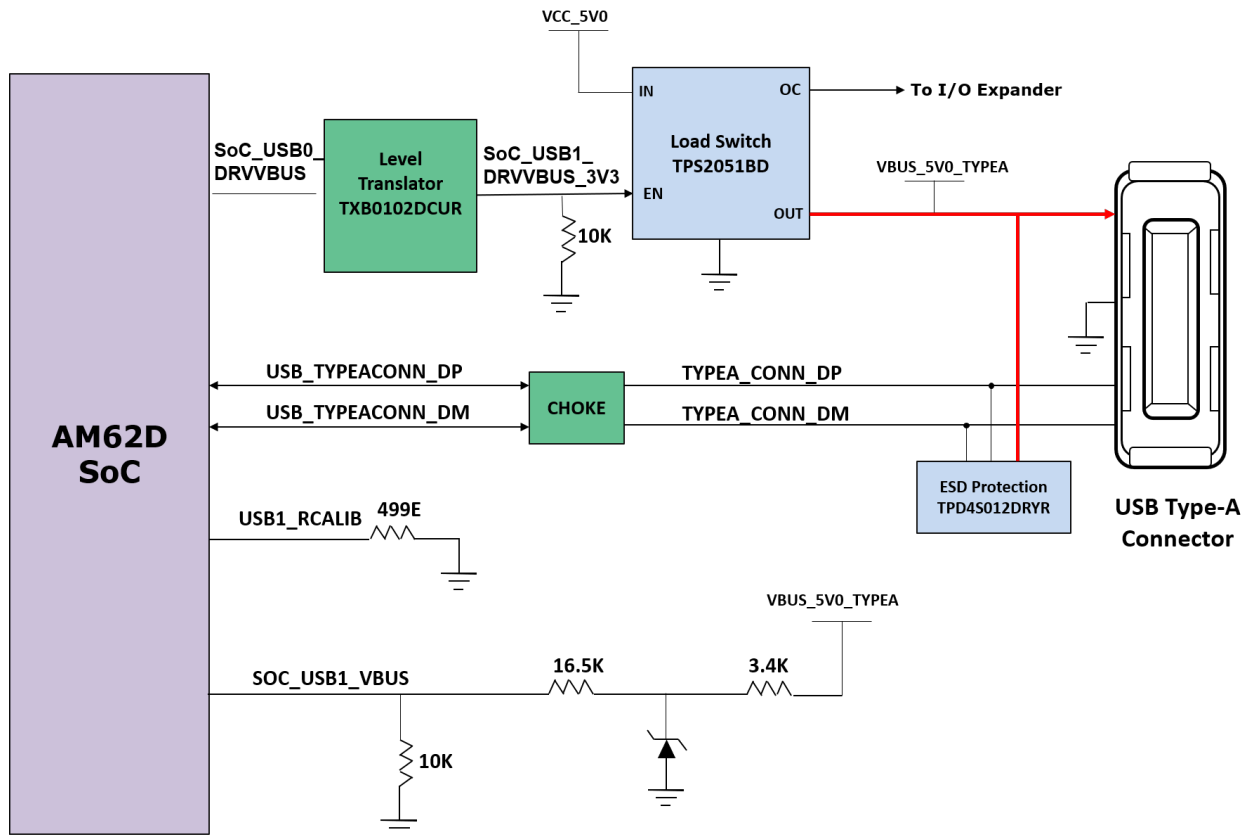 VCC_5V0
IN
OC
To I/O Expander
Load Switch
TPS2051BD
EN
OUT
SoC_USB0_
DRVVBUS
Level
Translator
TXB0102DCUR
SoC_USB1_
DRVVBUS_3V3
10K
VBUS_5V0_TYPEA
AM62D
SoC
USB_TYPEACONN_DP
USB_TYPEACONN_DM
CHOKE
TYPEA_CONN_DP
TYPEA_CONN_DM
ESD Protection
TPD4S012DRYR
USB Type-A
Connector
USB1_RCALIB
499E
VBUS_5V0_TYPEA
SOC_USB1_VBUS
16.5K
3.4K
10K